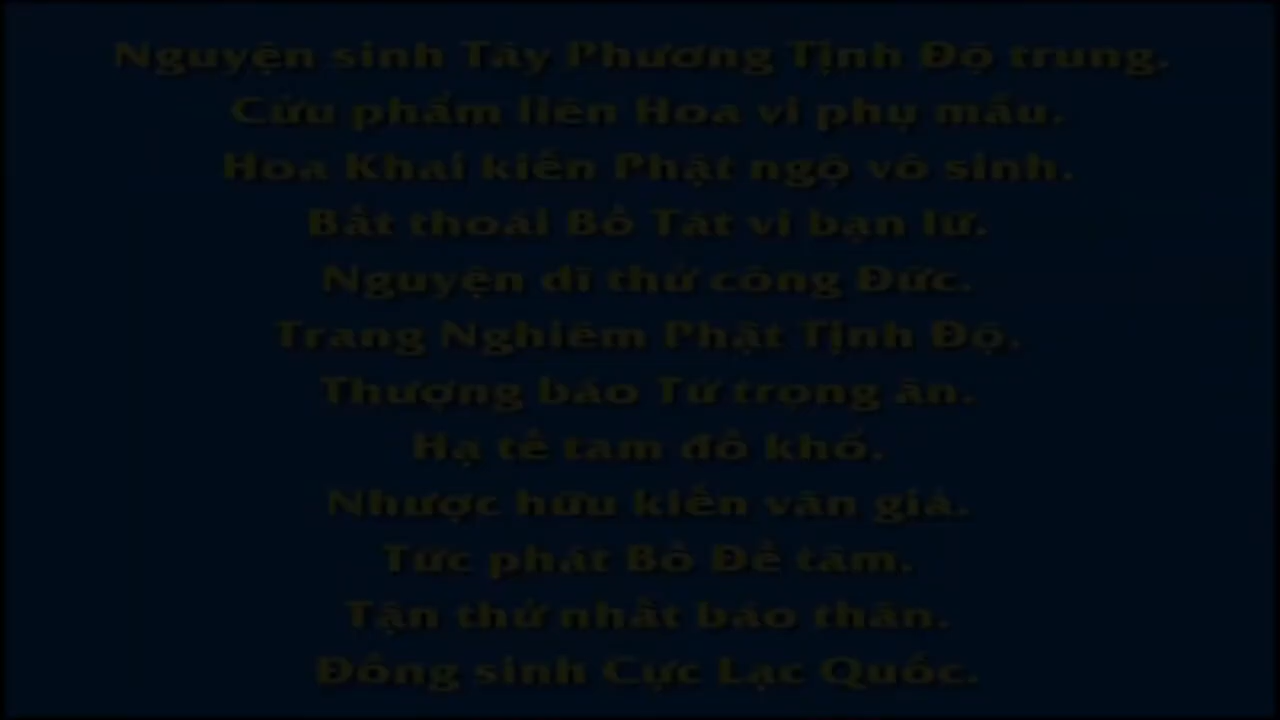 Nguyện sinh Tây Phương Tịnh Độ trung.
Cửu phẩm liên Hoa vi phụ mẫu.
Hoa Khai kiến Phật ngộ vô sinh.
Bất thoái Bồ Tát vi bạn lữ.
Nguyện dĩ thử công Đức.
Trang Nghiêm Phật Tịnh Độ.
Thượng báo Tứ trọng ân.
Hạ tế tam đồ khổ.
Nhược hữu kiến văn giả.
Tức phát Bồ Đề tâm.
Tận thử nhất báo thân.
Đồng sinh Cực Lạc Quốc.